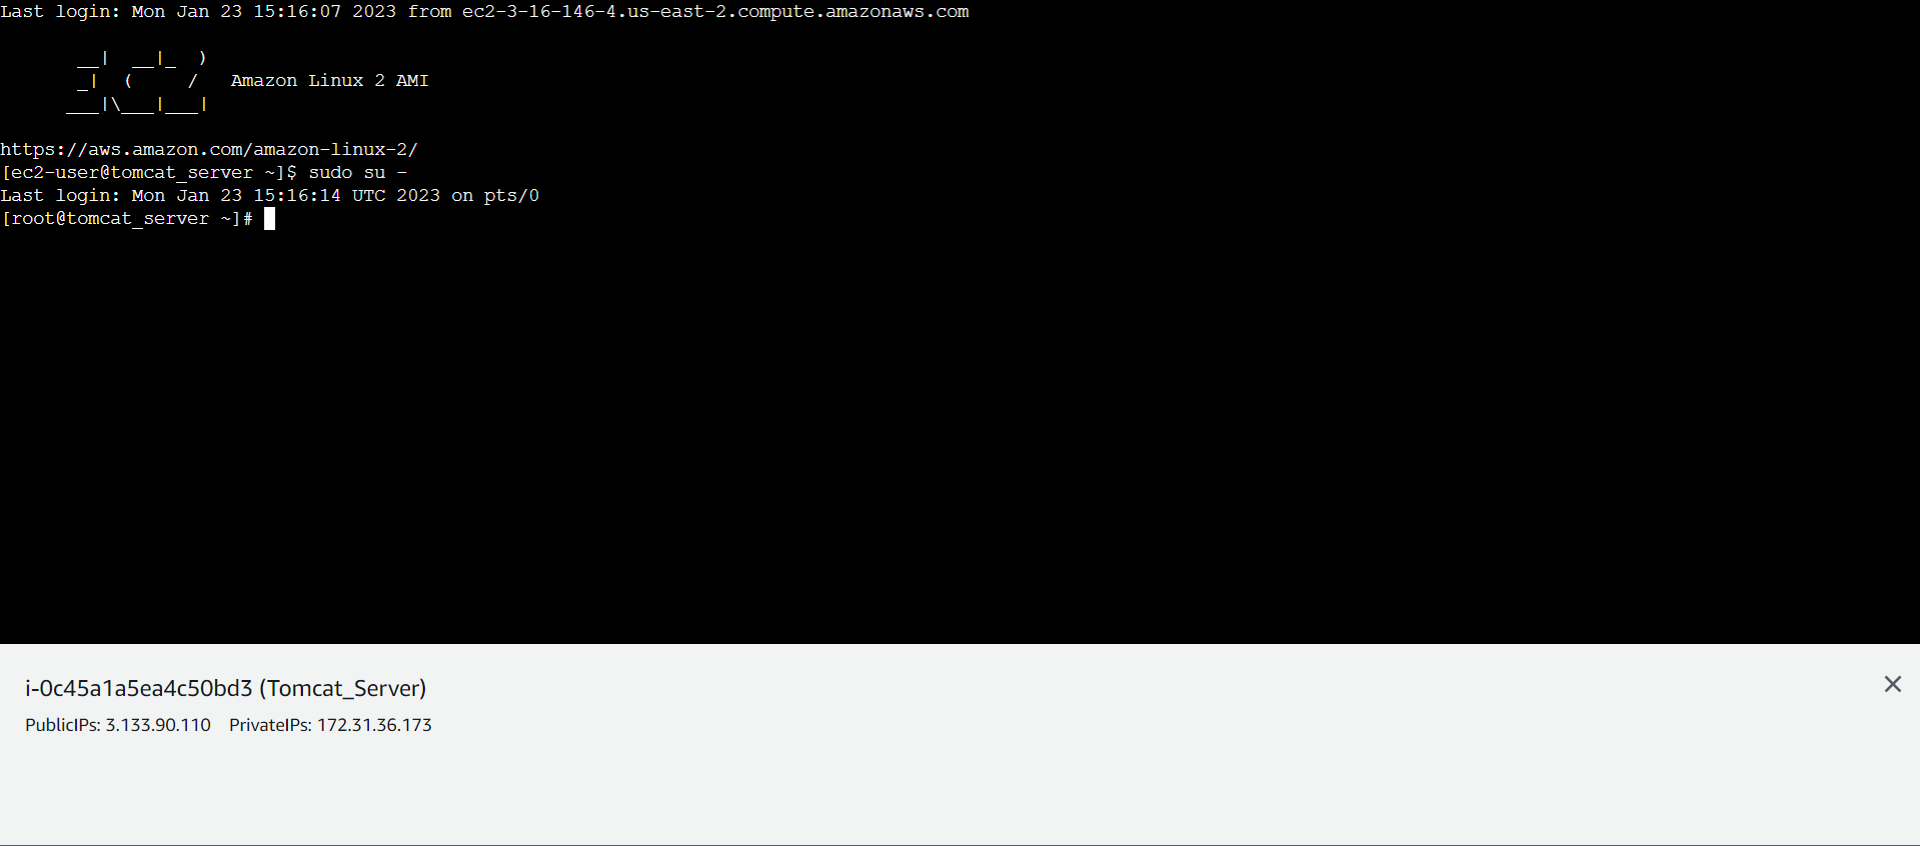 Last login: Mon Jan 23 15:16:07 2023 from ec2-3-16-146-4.us-east-2.compute.amazonaws.com
       __|  __|_  )
       _|  (     /   Amazon Linux 2 AMI
      ___|\___|___|
https://aws.amazon.com/amazon-linux-2/
[ec2-user@tomcat_server ~]$ sudo su -
Last login: Mon Jan 23 15:16:14 UTC 2023 on pts/0
[root@tomcat_server ~]#
i-0c45a1a5ea4c50bd3 (Tomcat_Server)
PublicIPs: 3.133.90.110 PrivateIPs: 172.31.36.173